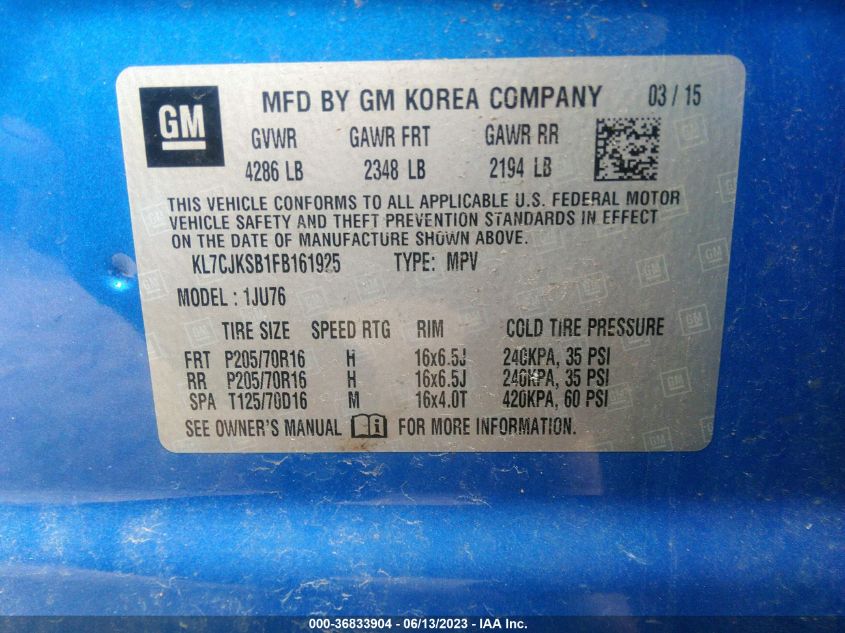 GM
MFD BY GM KOREA COMPANY 03 / 15
GVWR GAWR FRT GAWR RR
4286 LB 2348 LB 2194 LB
THIS VEHICLE CONFORMS TO ALL APPLICABLE U.S. FEDERAL MOTOR
VEHICLE SAFETY AND THEFT PREVENTION STANDARDS IN EFFECT
ON THE DATE OF MANUFACTURE SHOWN ABOVE.
KL7CJKSB1FB161925 TYPE: MPV
MODEL : 1JU76
TIRE SIZE SPEED RTG RIM COLD TIRE PRESSURE
FRT P205/70R16 H 16x6.5J 240KPA, 35 PSI
RR P205/70R16 H 16x6.5J 240KPA, 35 PSI
SPA T125/70D16 M 16x4.0T 420KPA, 60 PSI
SEE OWNER'S MANUAL FOR MORE INFORMATION.
000-36833904 - 06/13/2023 - IAA Inc.